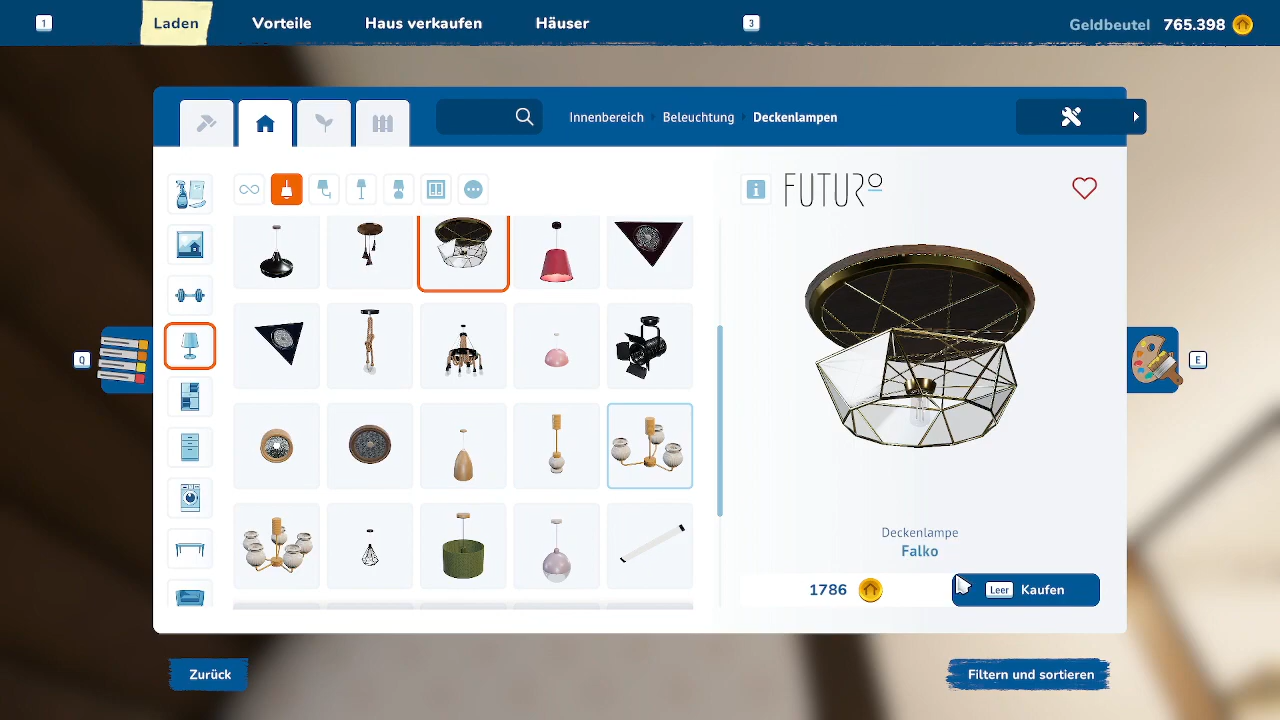 1
Laden
Vorteile
Haus verkaufen
Häuser
3
Geldbeutel 765.398
Innenbereich
Beleuchtung
Deckenlampen
FUTURO
Q
E
Deckenlampe
Falko
1786
Leer Kaufen
Zurück
Filtern und sortieren